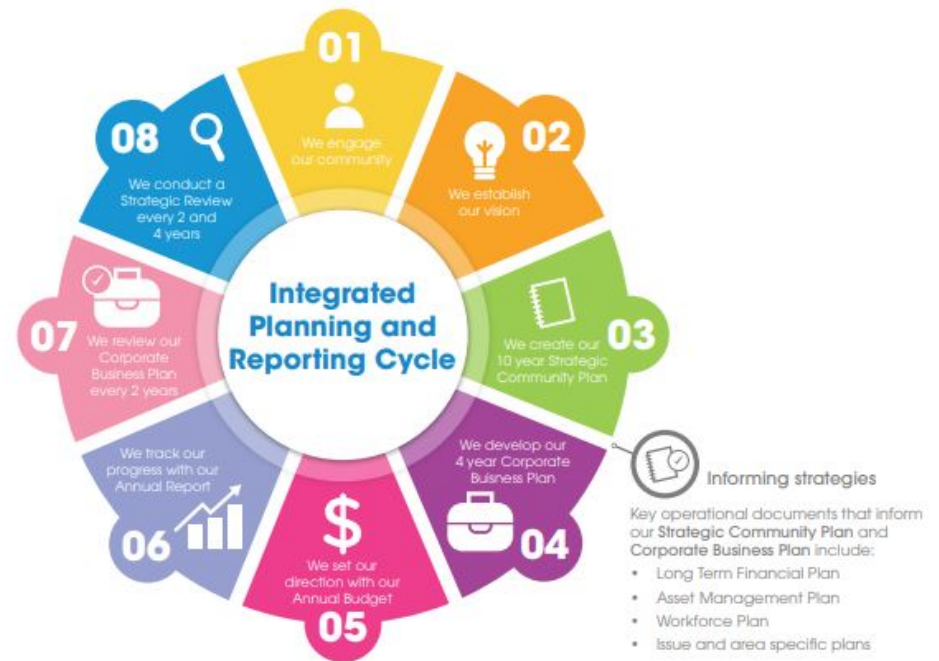 Integrated
Planning and
Reporting Cycle
01
We engage
our community
02
We establish
our vision
03
We create our
10 year Strategic
Community Plan
We develop our
4 year Corporate
Buisness Plan
04
$
We set our
direction with our
Annual Budget
05
We track our
progress with our
Annual Report
06
07
We review our
Corporate
Business Plan
every 2 years
08
We conduct a
Strategic Review
every 2 and
4 years
Informing strategies
Key operational documents that inform
our Strategic Community Plan and
Corporate Business Plan include:
• Long Term Financial Plan
• Asset Management Plan
• Workforce Plan
• Issue and area specific plans